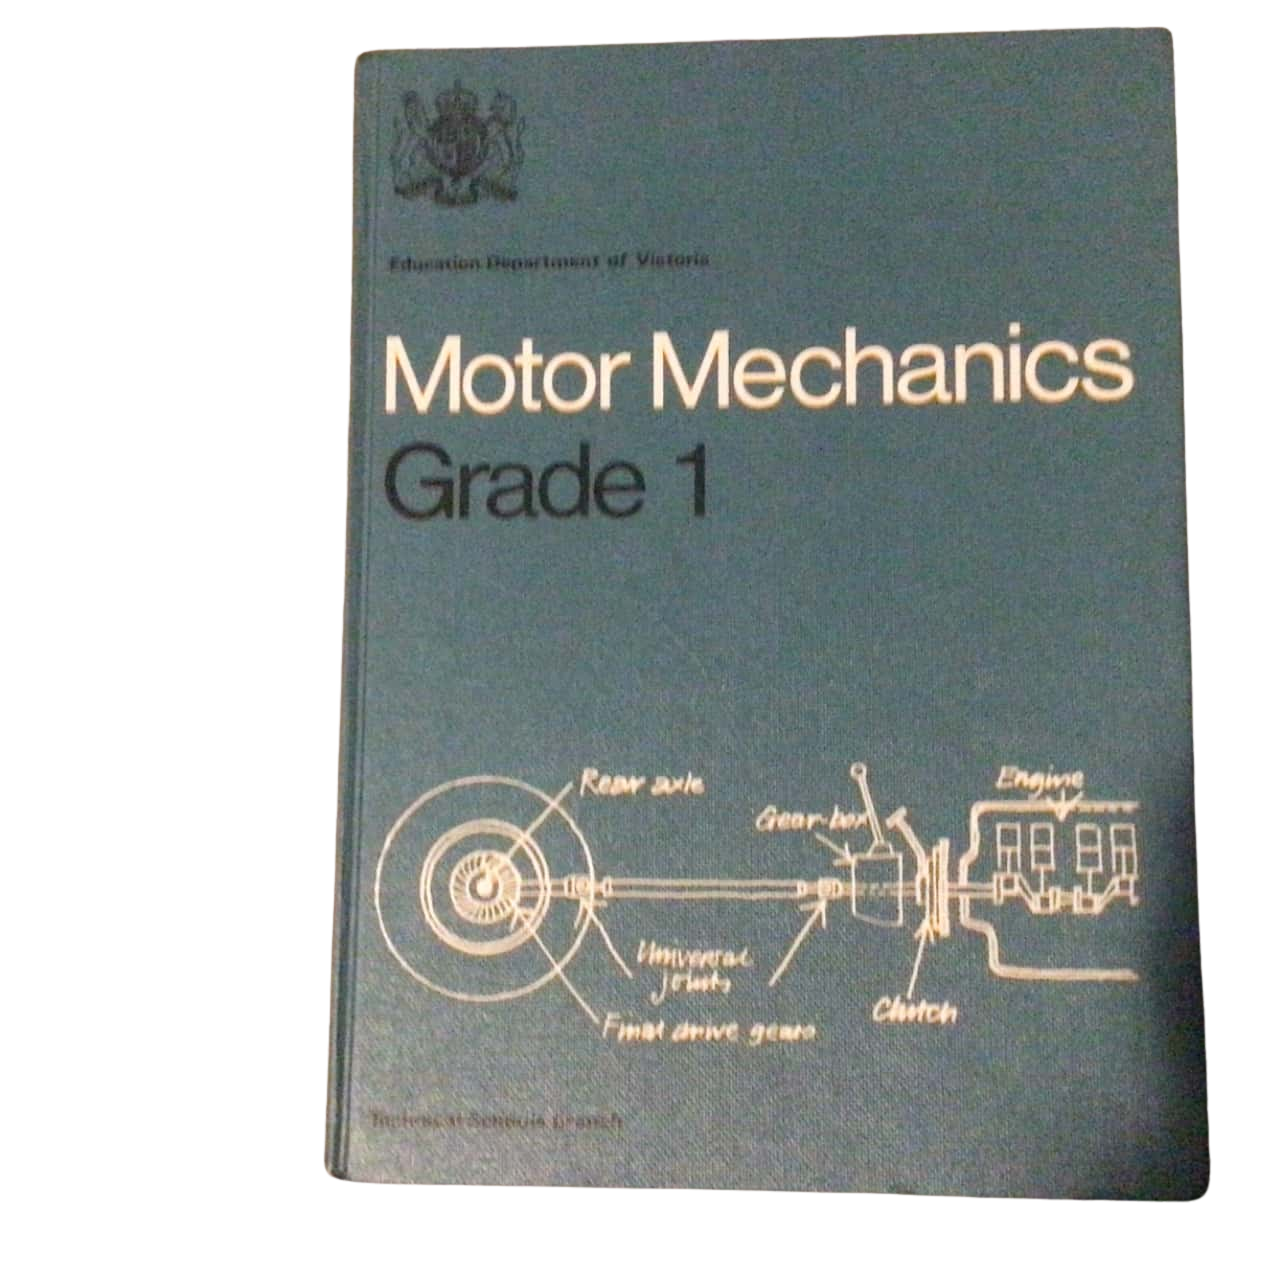 Education Department of Victoria
Motor Mechanics
Grade 1
Rear axle
Engine
Gear-box
Universal
joints
Clutch
Final drive gears
Technical Schools Branch